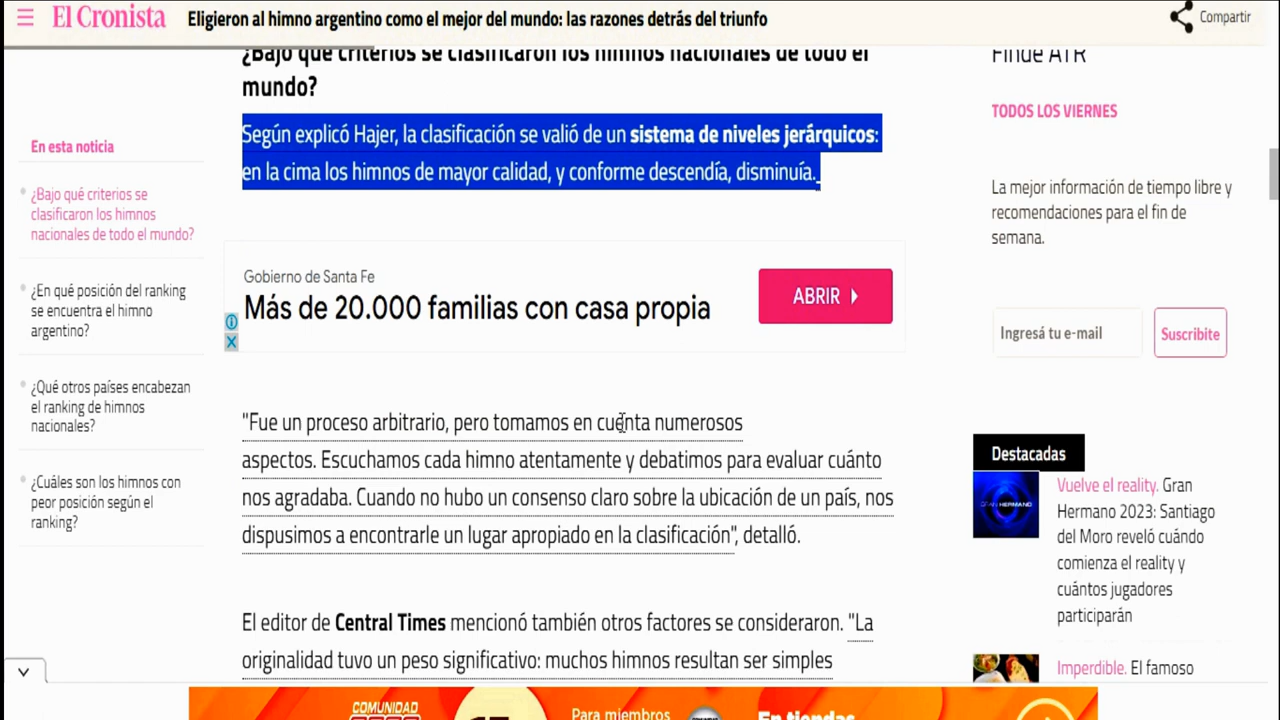 El Cronista
Eligieron al himno argentino como el mejor del mundo: las razones detrás del triunfo
Compartir
En esta noticia
¿Bajo qué criterios se
clasificaron los himnos
nacionales de todo el mundo?
¿En qué posición del ranking
se encuentra el himno
argentino?
¿Qué otros países encabezan
el ranking de himnos
nacionales?
¿Cuáles son los himnos con
peor posición según el
ranking?
¿Bajo qué criterios se clasificaron los himnos nacionales de todo el
mundo?
Según explicó Hajer, la clasificación se valió de un sistema de niveles jerárquicos:
en la cima los himnos de mayor calidad, y conforme descendía, disminuía.
Gobierno de Santa Fe
Más de 20.000 familias con casa propia
ABRIR
"Fue un proceso arbitrario, pero tomamos en cuenta numerosos
aspectos. Escuchamos cada himno atentamente y debatimos para evaluar cuánto
nos agradaba. Cuando no hubo un consenso claro sobre la ubicación de un país, nos
dispusimos a encontrarle un lugar apropiado en la clasificación", detalló.
El editor de Central Times mencionó también otros factores se consideraron. "La
originalidad tuvo un peso significativo: muchos himnos resultan ser simples
Finde ATR
TODOS LOS VIERNES
La mejor información de tiempo libre y
recomendaciones para el fin de
semana.
Ingresá tu e-mail
Suscribite
Destacadas
GRAN HERMANO
Vuelve el reality. Gran
Hermano 2023: Santiago
del Moro reveló cuándo
comienza el reality y
cuántos jugadores
participarán
Imperdible. El famoso
COMUNIDAD
Para miembros
En tiendas